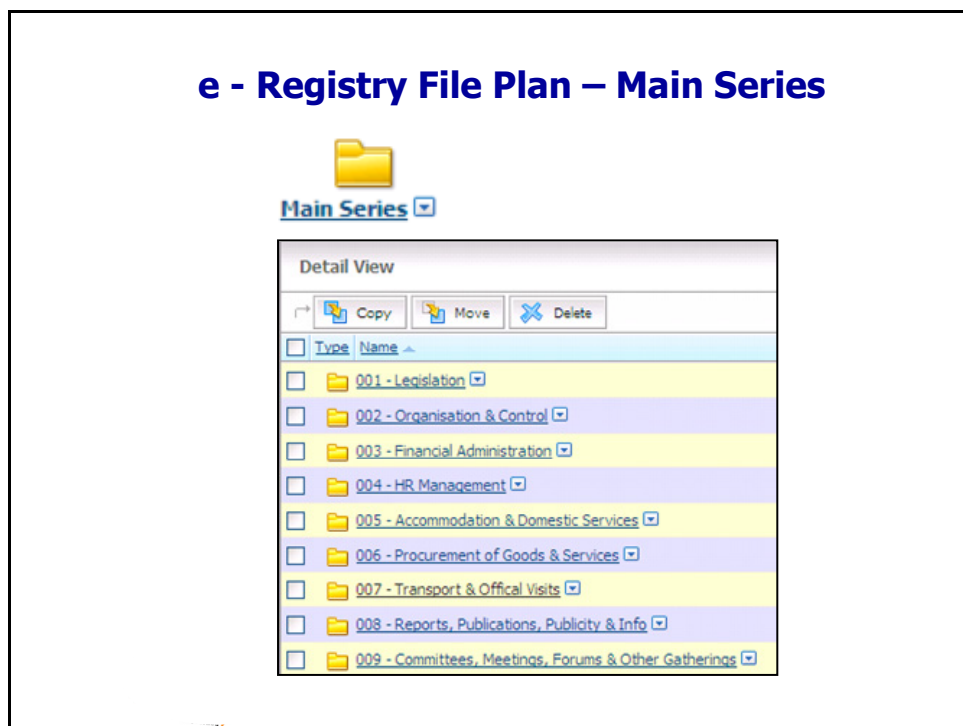 e - Registry File Plan – Main Series
Main Series
Detail View
Copy Move Delete
Type Name
001 - Legislation
002 - Organisation & Control
003 - Financial Administration
004 - HR Management
005 - Accommodation & Domestic Services
006 - Procurement of Goods & Services
007 - Transport & Offical Visits
008 - Reports, Publications, Publicity & Info
009 - Committees, Meetings, Forums & Other Gatherings